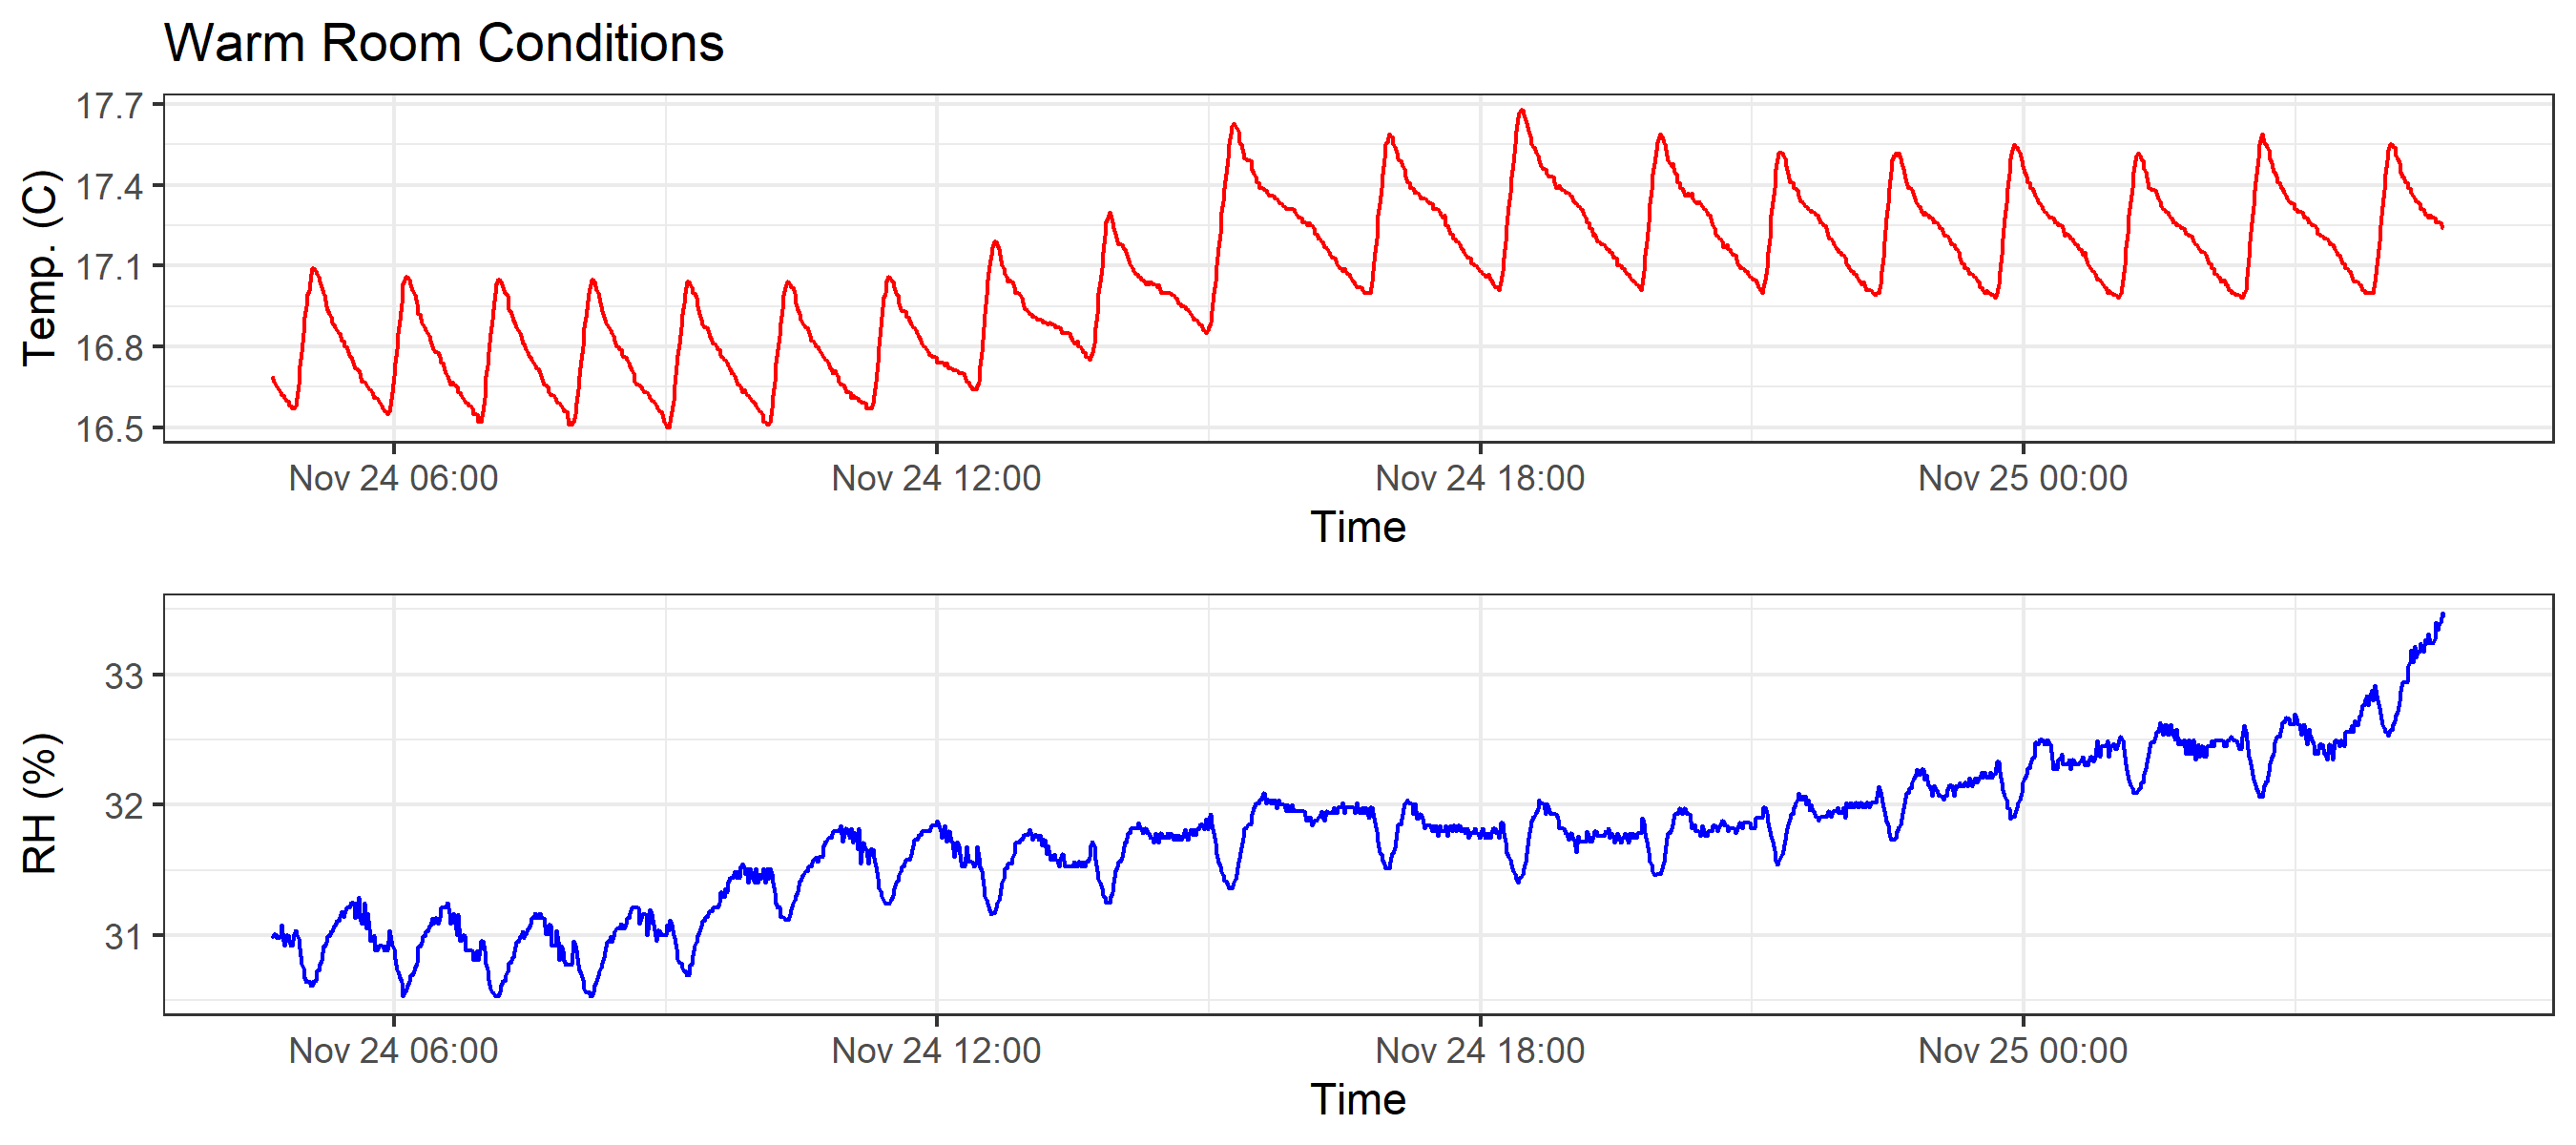 Warm Room Conditions
17.7
17.4
17.1
16.8
16.5
Temp. (C)
Nov 24 06:00 Nov 24 12:00 Nov 24 18:00 Nov 25 00:00
Time
33
32
31
RH (%)
Nov 24 06:00 Nov 24 12:00 Nov 24 18:00 Nov 25 00:00
Time